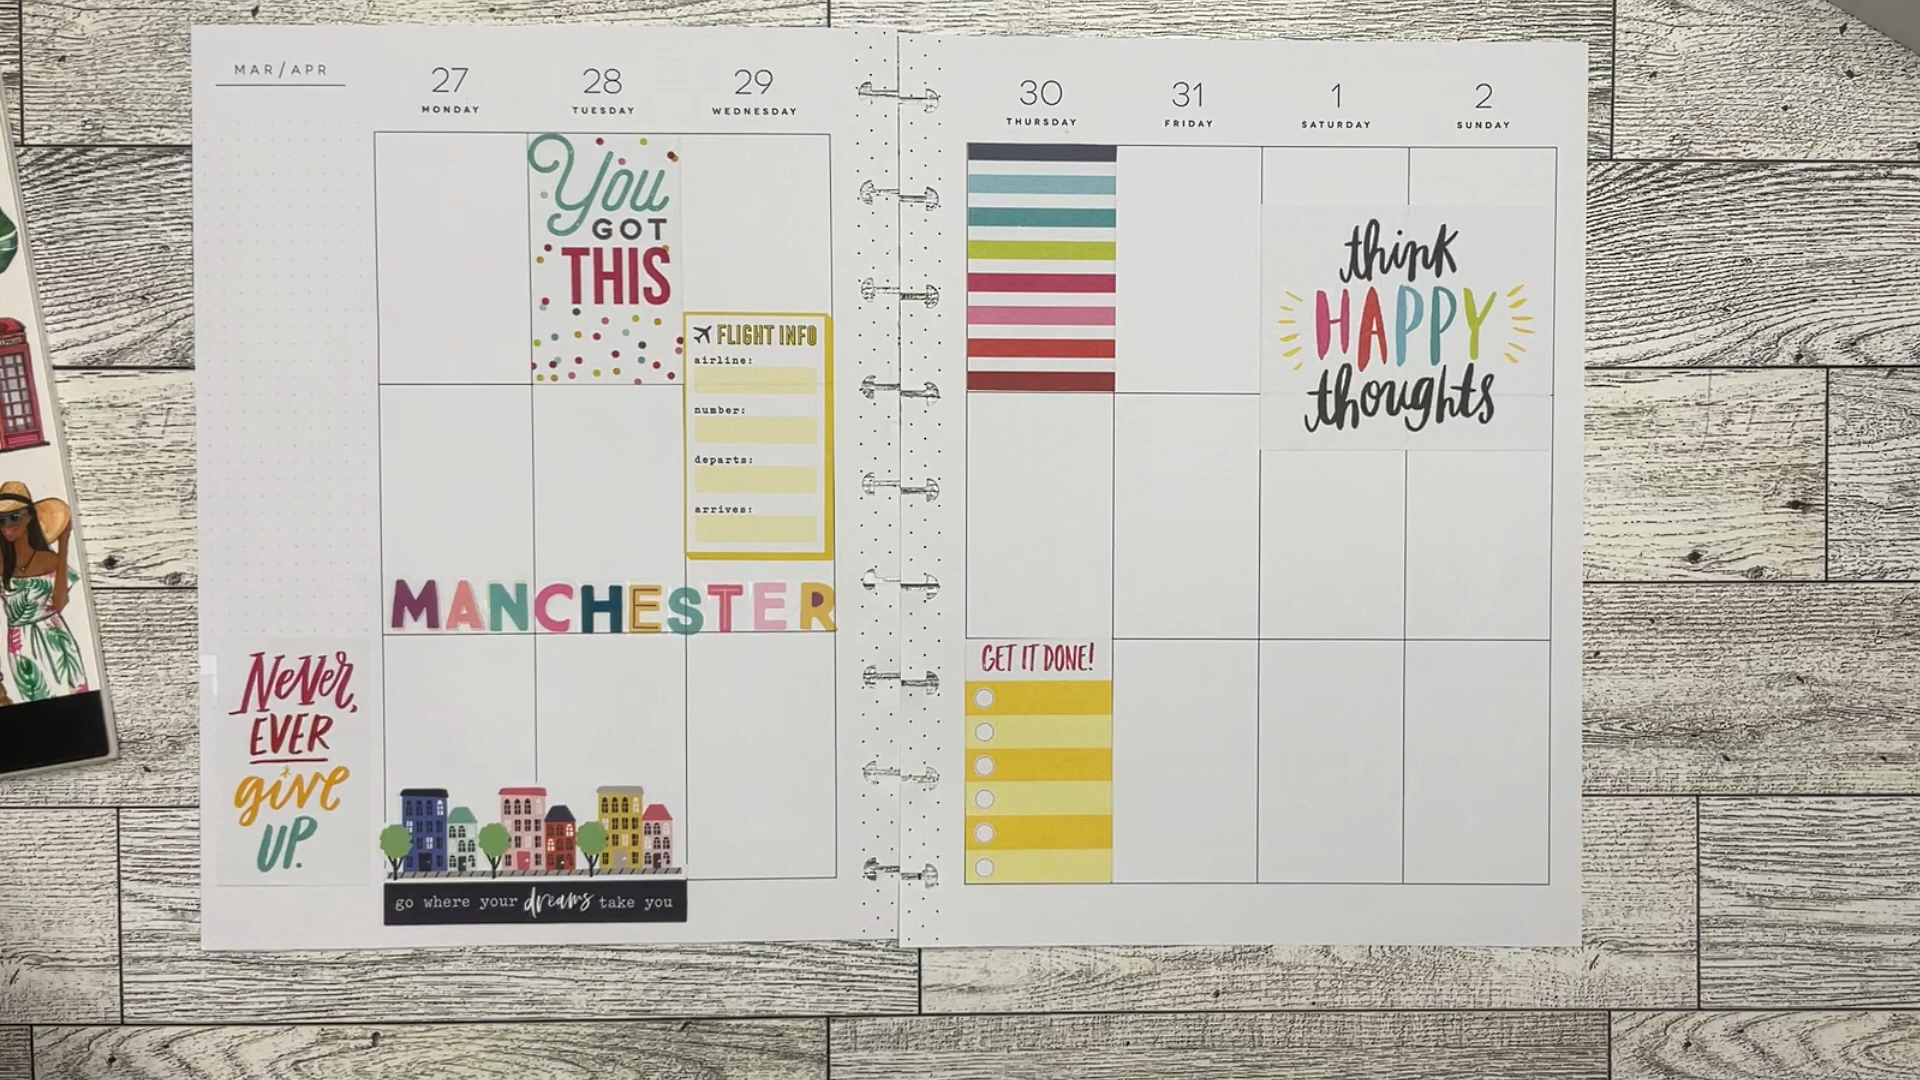 MAR/APR
27
MONDAY
28
TUESDAY
29
WEDNESDAY
30
THURSDAY
31
FRIDAY
1
SATURDAY
2
SUNDAY
You
GOT
THIS
FLIGHT INFO
airline:
number:
departs:
arrives:
think
HAPPY
thoughts
MANCHESTER
Never,
EVER
give
UP.
GET IT DONE!
go where your dreams take you